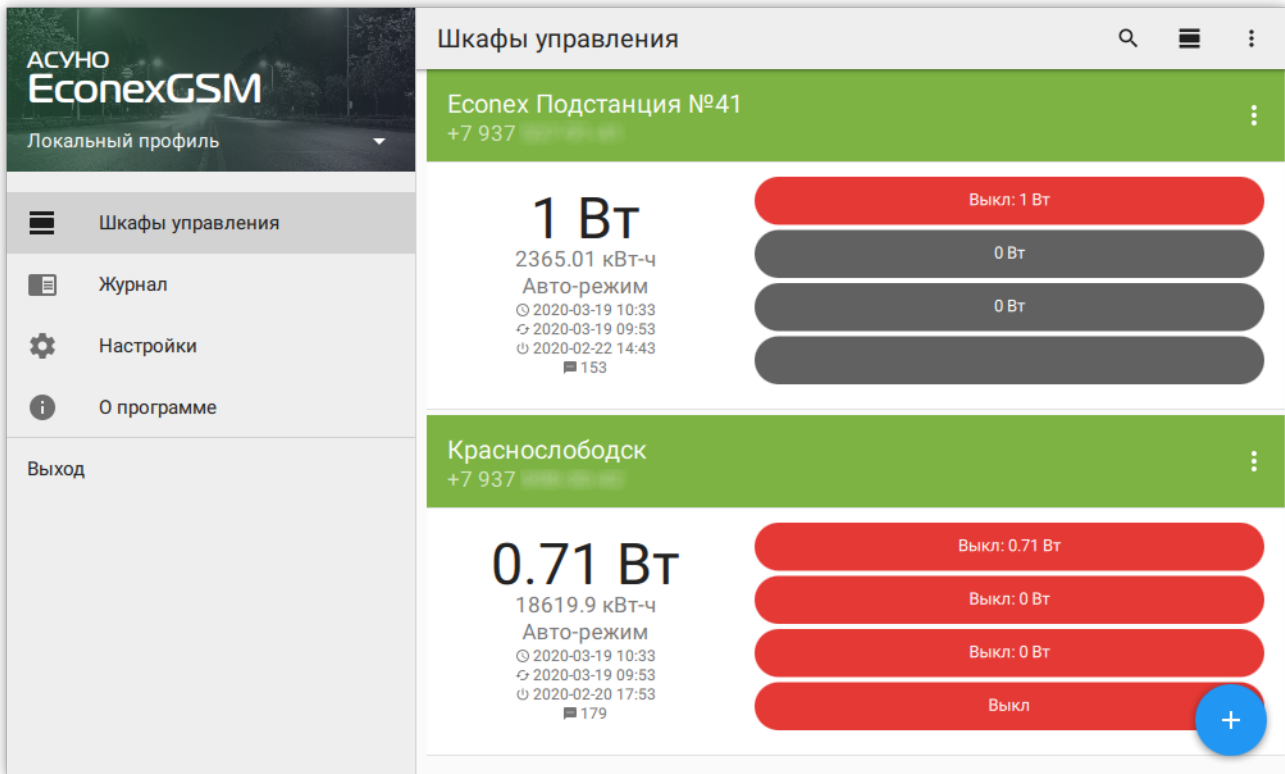 АСУНО
EconexGSM
Локальный профиль
Шкафы управления
Журнал
Настройки
О программе
Выход
Шкафы управления
Econex Подстанция №41
+7 937
1 Вт
2365.01 кВт-ч
Авто-режим
2020-03-19 10:33
2020-03-19 09:53
2020-02-22 14:43
153
Выкл: 1 Вт
0 Вт
0 Вт
Краснослободск
+7 937
0.71 Вт
18619.9 кВт-ч
Авто-режим
2020-03-19 10:33
2020-03-19 09:53
2020-02-20 17:53
179
Выкл: 0.71 Вт
Выкл: 0 Вт
Выкл: 0 Вт
Выкл